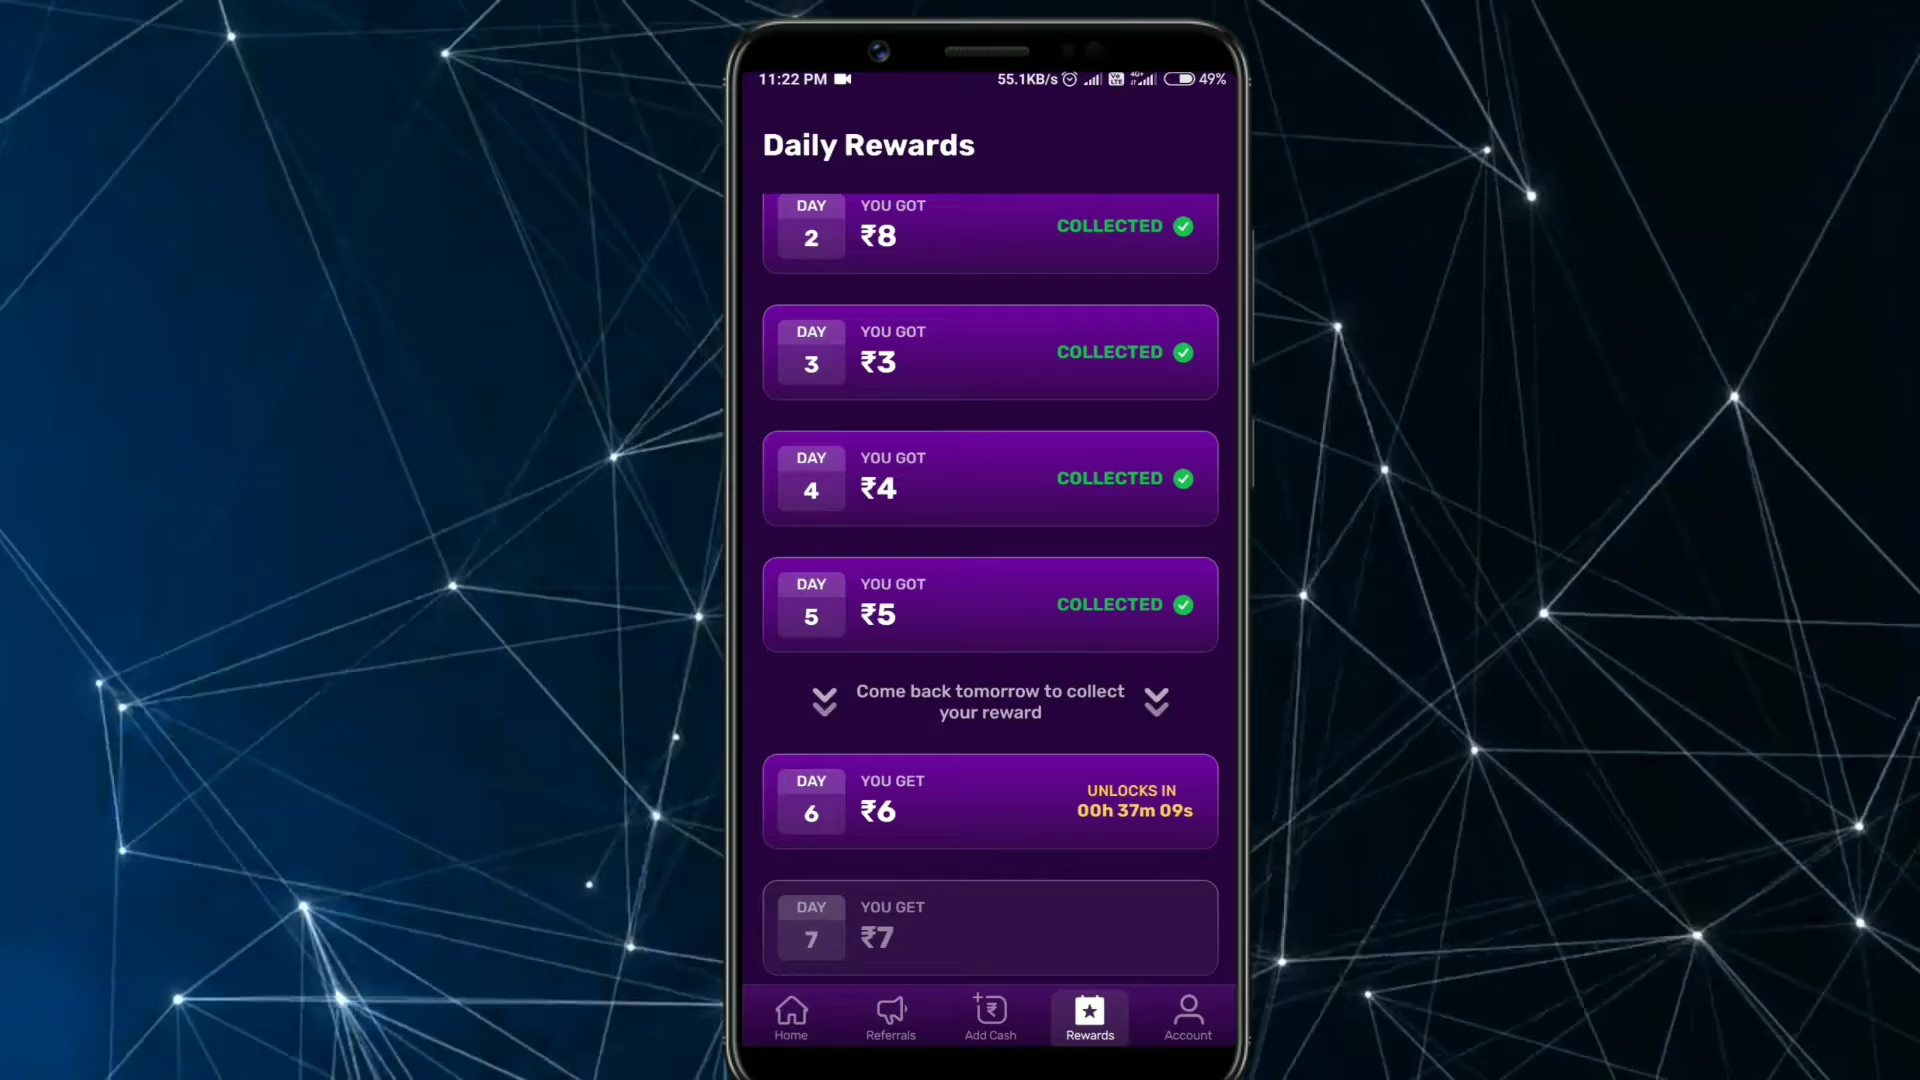 11:22 PM 55.1KB/s 4G+ 49%
Daily Rewards
DAY YOU GOT
2 ₹8 COLLECTED
DAY YOU GOT
3 ₹3 COLLECTED
DAY YOU GOT
4 ₹4 COLLECTED
DAY YOU GOT
5 ₹5 COLLECTED
Come back tomorrow to collect
your reward
DAY YOU GET
6 ₹6
UNLOCKS IN
00h 37m 09s
DAY YOU GET
7 ₹7
Home Referrals Add Cash Rewards Account